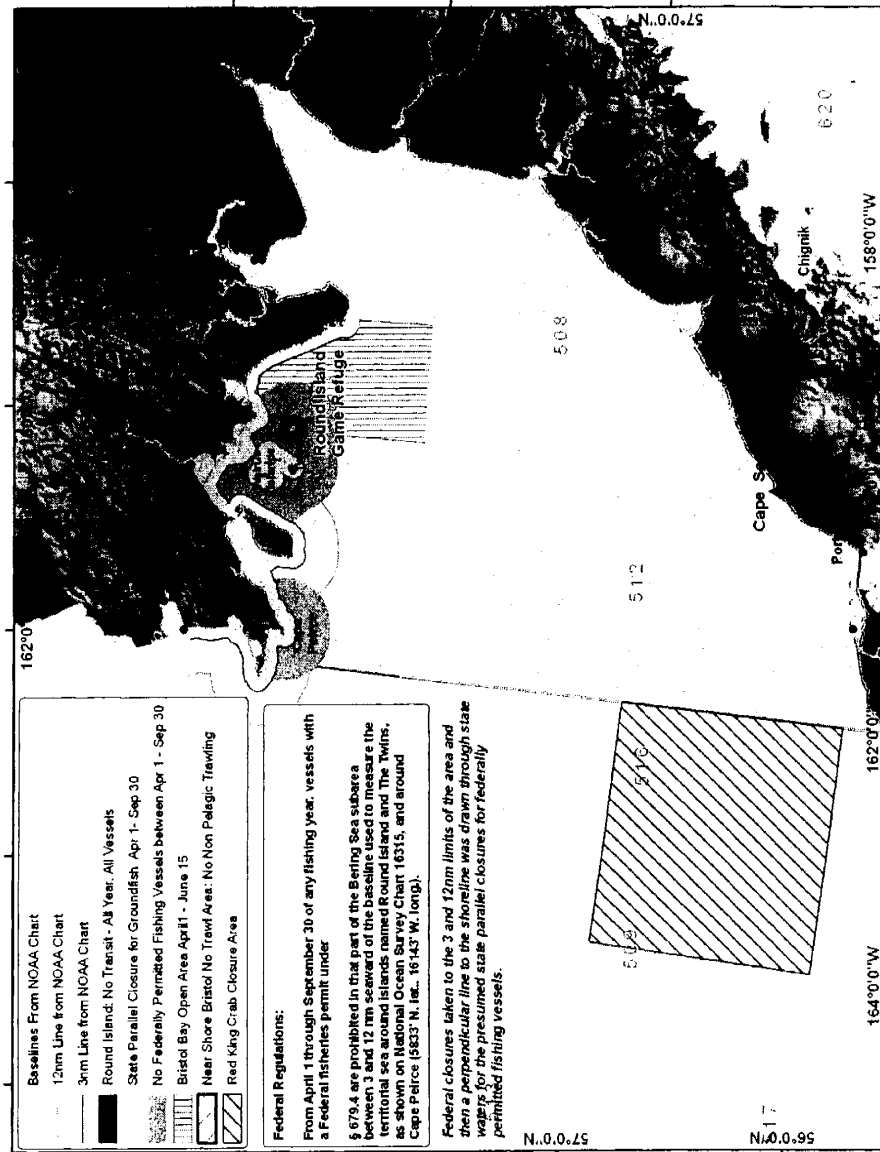 Baselines From NOAA Chart
12nm Line from NOAA Chart
3nm Line from NOAA Chart
Round Island: No Transit - All Year, All Vessels
State Parallel Closure for Groundfish Apr 1- Sep 30
No Federally Permitted Fishing Vessels between Apr 1 - Sep 30
Bristol Bay Open Area April1 - June 15
Near Shore Bristol No Trawl Area: No Non Pelagic Trawling
Red King Crab Closure Area
Federal Regulations:
From April 1 through September 30 of any fishing year, vessels with
a Federal fisheries permit under
§ 679.4 are prohibited in that part of the Bering Sea subarea
between 3 and 12 nm seaward of the baseline used to measure the
territorial sea around islands named Round Island and The Twins,
as shown on National Ocean Survey Chart 16315, and around
Cape Peirce (5833' N. lat., 16143' W. long.).
Federal closures taken to the 3 and 12nm limits of the area and
then a perpendicular line to the shoreline was drawn through state
waters for the presumed state parallel closures for federally
permitted fishing vessels.
162°0
Cape
Round Island
Game Refuge
508
512
516
509
517
620
Cape S
Por
Chignik
57°0'0"N
57°0'0"N
56°0'0"N
164°0'0"W
162°0'0"W
158°0'0"W